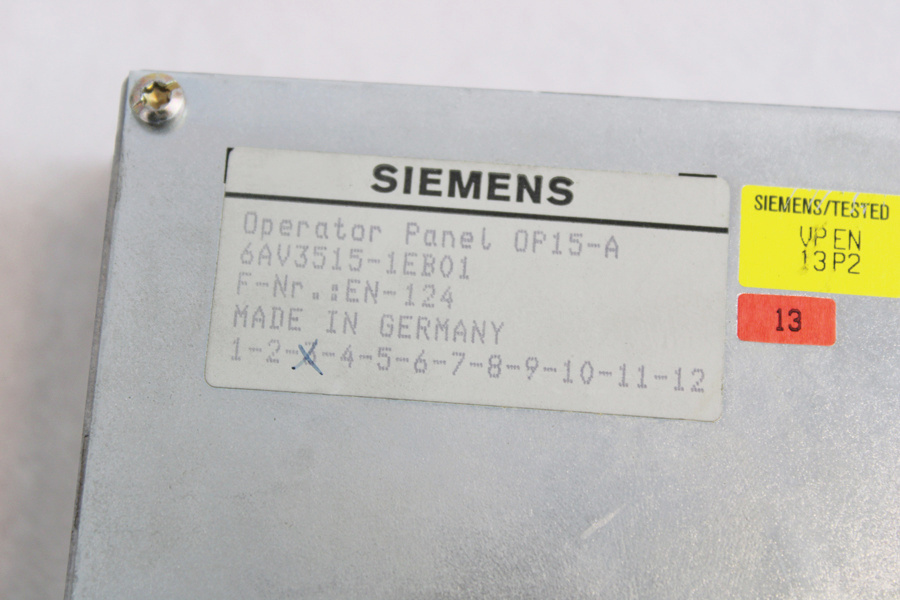 SIEMENS
Operator Panel OP15-A
6AV3515-1EB01
F-Nr.:EN-124
MADE IN GERMANY
1-2-3-4-5-6-7-8-9-10-11-12
SIEMENS/TESTED
VP EN
13 P2
13